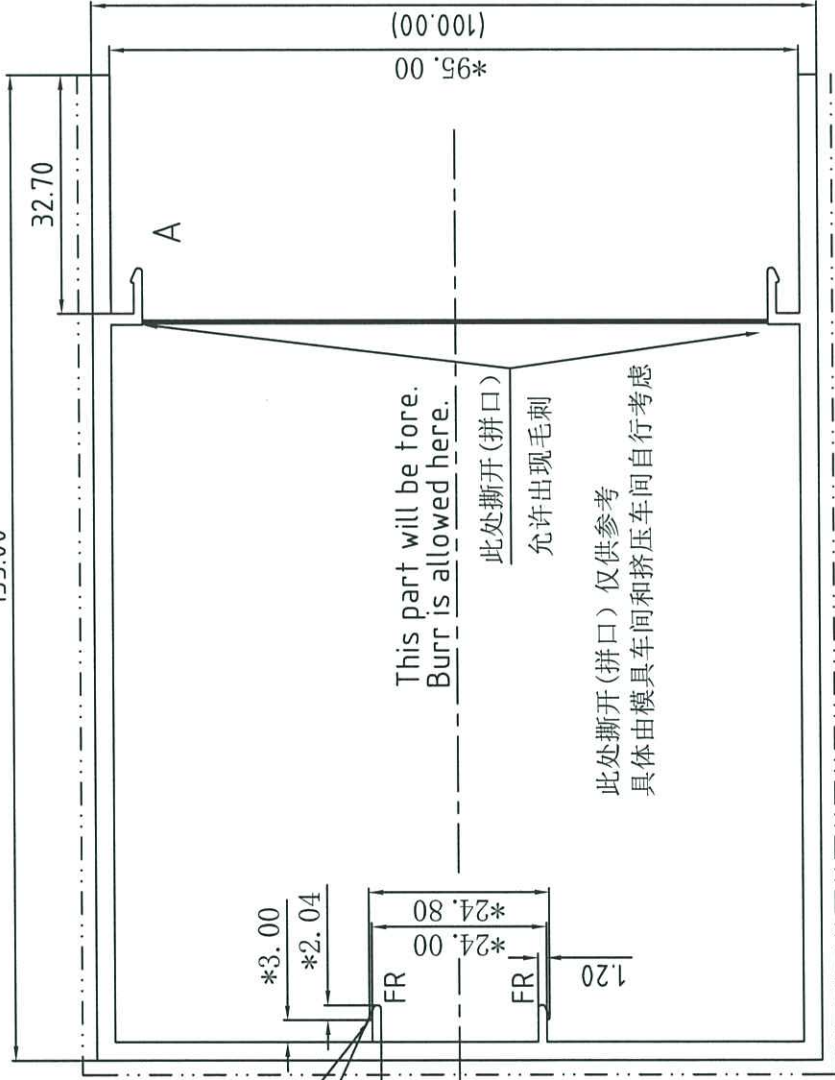 (100.00)
*95.00
32.70
A
This part will be tore.
Burr is allowed here.
此处撕开(拼口)
允许出现毛刺
此处撕开(拼口) 仅供参考
具体由模具车间和挤压车间自行考虑
*3.00
*2.04
*24.80
*24.00
FR
FR
1.20